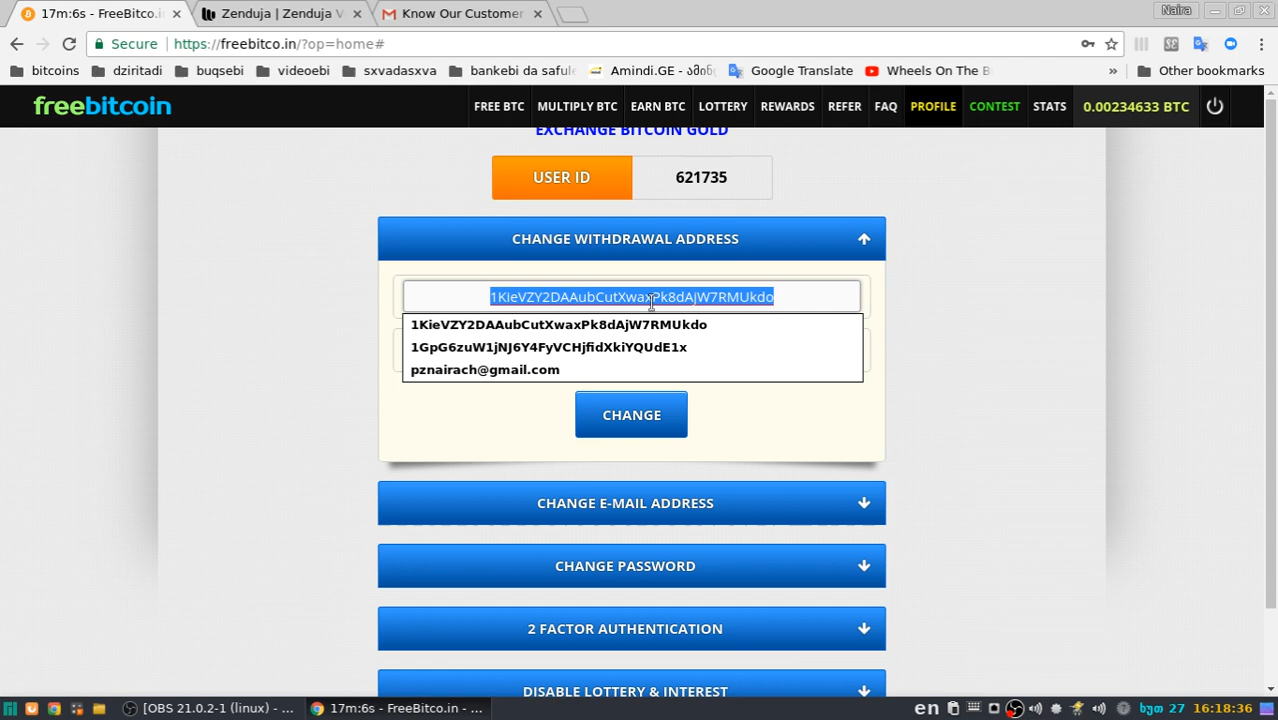 17m:6s - FreeBitco.in
Zenduja | Zenduja V
Know Our Customer
Naira
Secure
https://freebitco.in/?op=home#
bitcoins
dziritadi
buqsebi
videoebi
sxvadasxva
bankebi da safule
Amindi.GE - ამინ
Google Translate
Wheels On The B
»
Other bookmarks
freebitcoin
FREE BTC
MULTIPLY BTC
EARN BTC
LOTTERY
REWARDS
REFER
FAQ
PROFILE
CONTEST
STATS
0.00234633 BTC
EXCHANGE BITCOIN GOLD
USER ID
621735
CHANGE WITHDRAWAL ADDRESS
1KieVZY2DAAubCutXwaxPk8dAjW7RMUkdo
1KieVZY2DAAubCutXwaxPk8dAjW7RMUkdo
1GpG6zuW1jNJ6Y4FyVCHjfidXkiYQUdE1x
pznairach@gmail.com
CHANGE
CHANGE E-MAIL ADDRESS
CHANGE PASSWORD
2 FACTOR AUTHENTICATION
DISABLE LOTTERY & INTEREST
[OBS 21.0.2-1 (linux) - ...
17m:6s - FreeBitco.in - ...
en
ხუთ 27
16:18:36